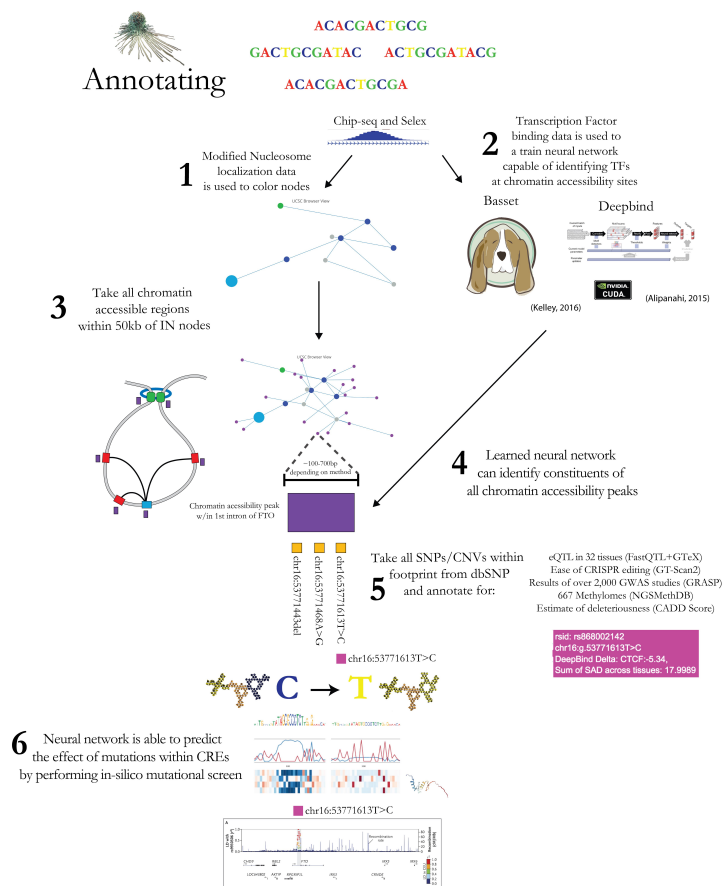 ACACGACTGCG
GACTGCGATAC ACTGCGATACG
Annotating
ACACGACTGCGA
Chip-seq and Selex
1
Modified Nucleosome
localization data
is used to color nodes
2
Transcription Factor
binding data is used to
a train neural network
capable of identifying TFs
at chromatin accessibility sites
UCSC Browser View
Basset
Deepbind
NVIDIA.
CUDA.
(Kelley, 2016)
(Alipanahi, 2015)
3
Take all chromatin
accessible regions
within 50kb of IN nodes
UCSC Browser View
~100-700bp
depending on method
4
Learned neural network
can identify constituents of
all chromatin accessibility peaks
Chromatin acessibility peak
w/in 1st intron of FTO
chr16:53771443del
chr16:53771468A>G
chr16:53771613T>C
5
Take all SNPs/CNVs within
footprint from dbSNP
and annotate for:
eQTL in 32 tissues (FastQTL+GTeX)
Ease of CRISPR editing (GT-Scan2)
Results of over 2,000 GWAS studies (GRASP)
667 Methylomes (NGSMethDB)
Estimate of deleteriousness (CADD Score)
rsid: rs868002142
chr16:g.53771613T>C
DeepBind Delta: CTCF:-5.34,
Sum of SAD across tissues: 17.9989
chr16:53771613T>C
C T
6
Neural network is able to predict
the effect of mutations within CREs
by performing in-silico mutational screen
chr16:53771613T>C
A